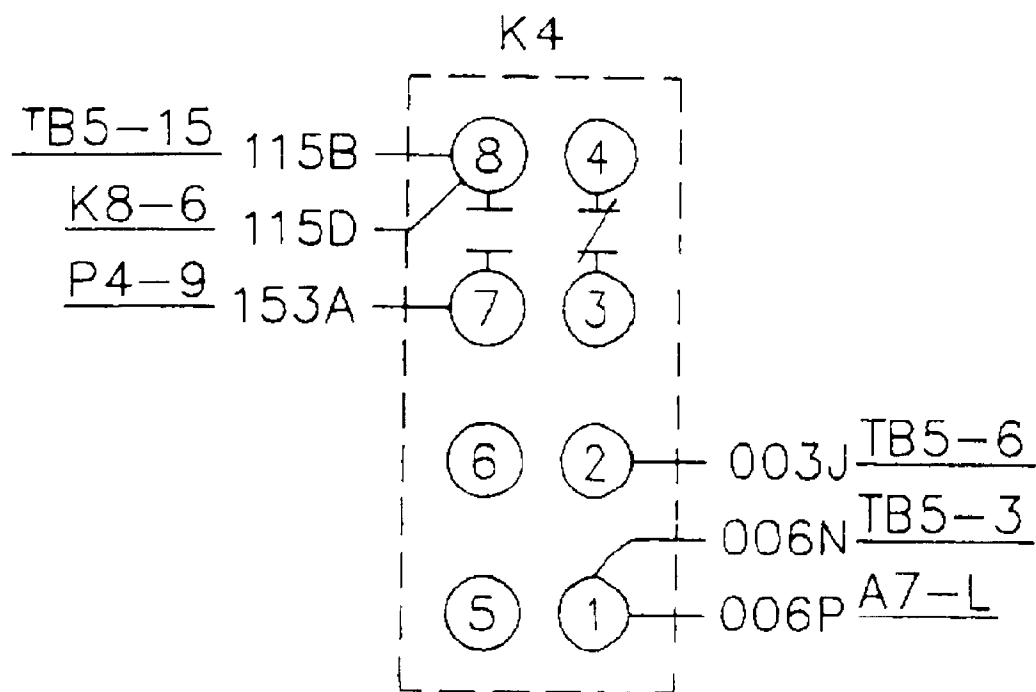 K4
TB5-15 115B 8 4
K8-6 115D
P4-9 153A 7 3
6 2 003J TB5-6
006N TB5-3
5 1 006P A7-L